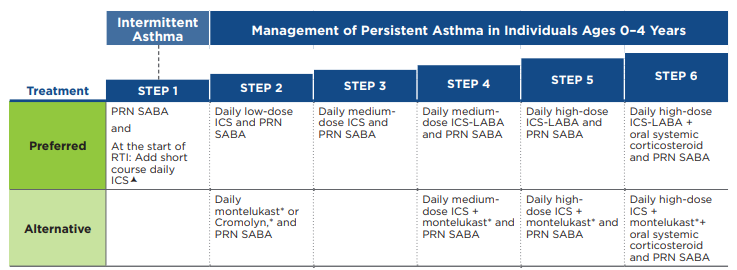 Intermittent
Asthma
Management of Persistent Asthma in Individuals Ages 0–4 Years
Treatment
STEP 1
STEP 2
STEP 3
STEP 4
STEP 5
STEP 6
Preferred
PRN SABA
and
At the start of
RTI: Add short
course daily
ICS▲
Daily low-dose
ICS and PRN
SABA
Daily medium-
dose ICS and
PRN SABA
Daily medium-
dose ICS-LABA
and PRN SABA
Daily high-dose
ICS-LABA and
PRN SABA
Daily high-dose
ICS-LABA +
oral systemic
corticosteroid
and PRN SABA
Alternative
Daily
montelukast* or
Cromolyn,* and
PRN SABA
Daily medium-
dose ICS +
montelukast* and
PRN SABA
Daily high-
dose ICS +
montelukast* and
PRN SABA
Daily high-dose
ICS +
montelukast*+
oral systemic
corticosteroid
and PRN SABA